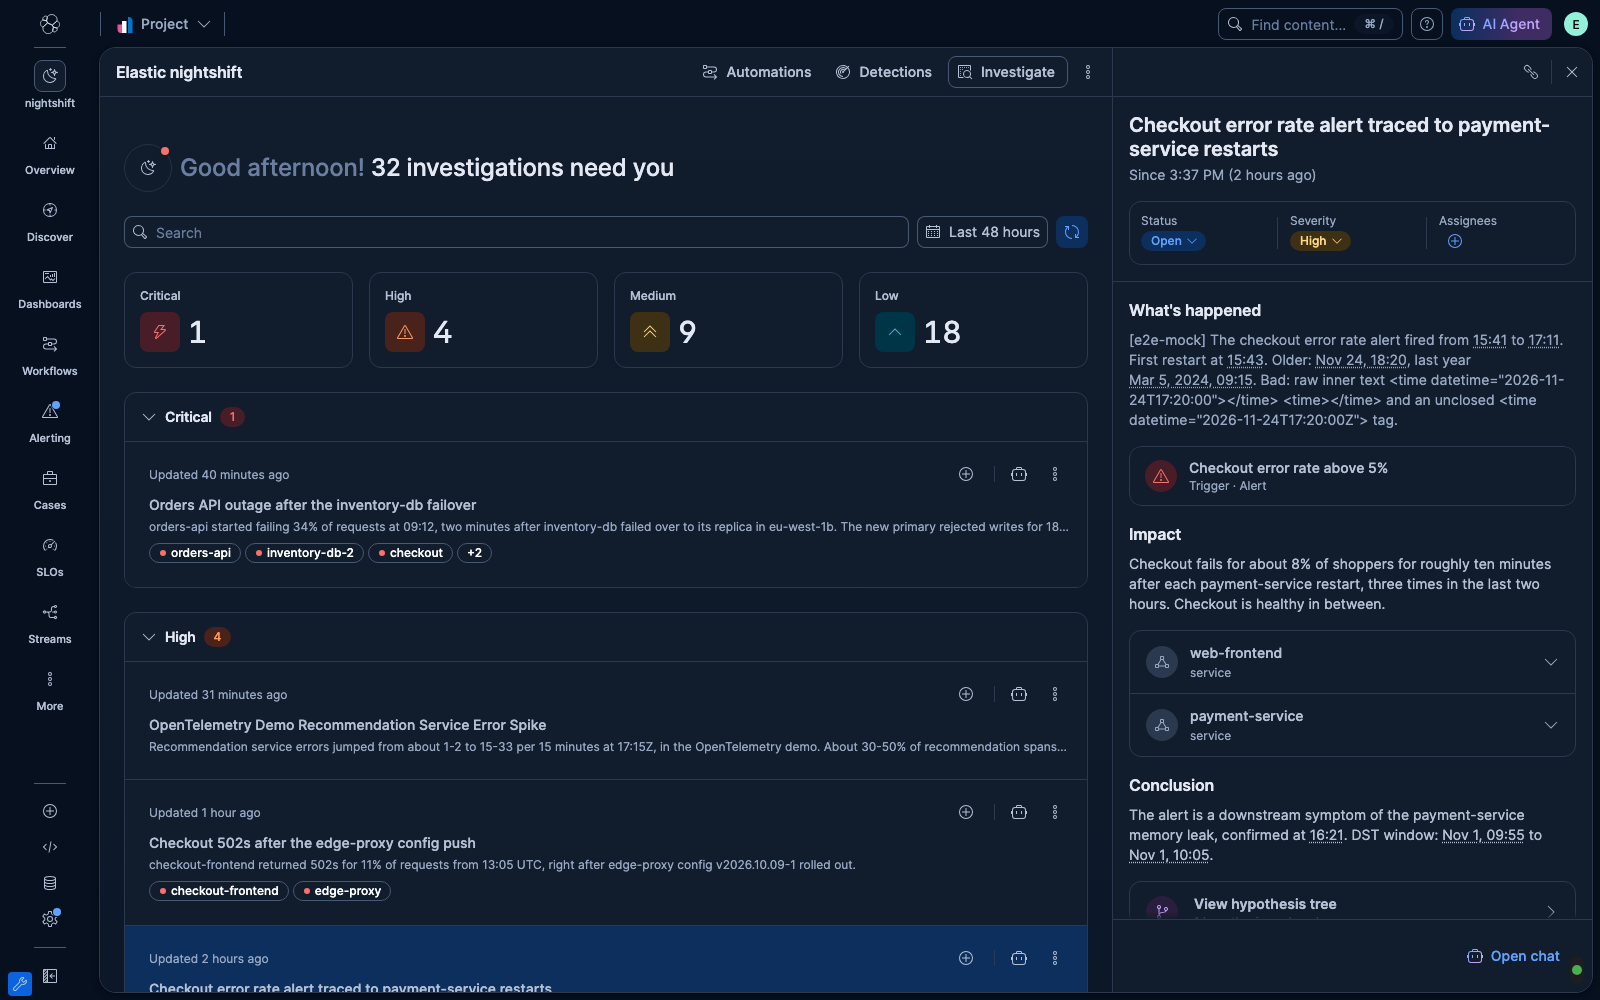 Project
Find content...
⌘ /
AI Agent
E
nightshift
Overview
Discover
Dashboards
Workflows
Alerting
Cases
SLOs
Streams
More
Elastic nightshift
Automations
Detections
Investigate
Good afternoon! 32 investigations need you
Search
Last 48 hours
Critical
1
High
4
Medium
9
Low
18
Critical 1
Updated 40 minutes ago
Orders API outage after the inventory-db failover
orders-api started failing 34% of requests at 09:12, two minutes after inventory-db failed over to its replica in eu-west-1b. The new primary rejected writes for 18...
orders-api
inventory-db-2
checkout
+2
High 4
Updated 31 minutes ago
OpenTelemetry Demo Recommendation Service Error Spike
Recommendation service errors jumped from about 1-2 to 15-33 per 15 minutes at 17:15Z, in the OpenTelemetry demo. About 30-50% of recommendation spans...
Updated 1 hour ago
Checkout 502s after the edge-proxy config push
checkout-frontend returned 502s for 11% of requests from 13:05 UTC, right after edge-proxy config v2026.10.09-1 rolled out.
checkout-frontend
edge-proxy
Updated 2 hours ago
Checkout error rate alert traced to payment-service restarts
Checkout error rate alert traced to payment-
service restarts
Since 3:37 PM (2 hours ago)
Status
Open
Severity
High
Assignees
What's happened
[e2e-mock] The checkout error rate alert fired from 15:41 to 17:11.
First restart at 15:43. Older: Nov 24, 18:20, last year
Mar 5, 2024, 09:15. Bad: raw inner text <time datetime="2026-11-
24T17:20:00"></time> <time></time> and an unclosed <time
datetime="2026-11-24T17:20:00Z"> tag.
Checkout error rate above 5%
Trigger · Alert
Impact
Checkout fails for about 8% of shoppers for roughly ten minutes
after each payment-service restart, three times in the last two
hours. Checkout is healthy in between.
web-frontend
service
payment-service
service
Conclusion
The alert is a downstream symptom of the payment-service
memory leak, confirmed at 16:21. DST window: Nov 1, 09:55 to
Nov 1, 10:05.
View hypothesis tree
Open chat